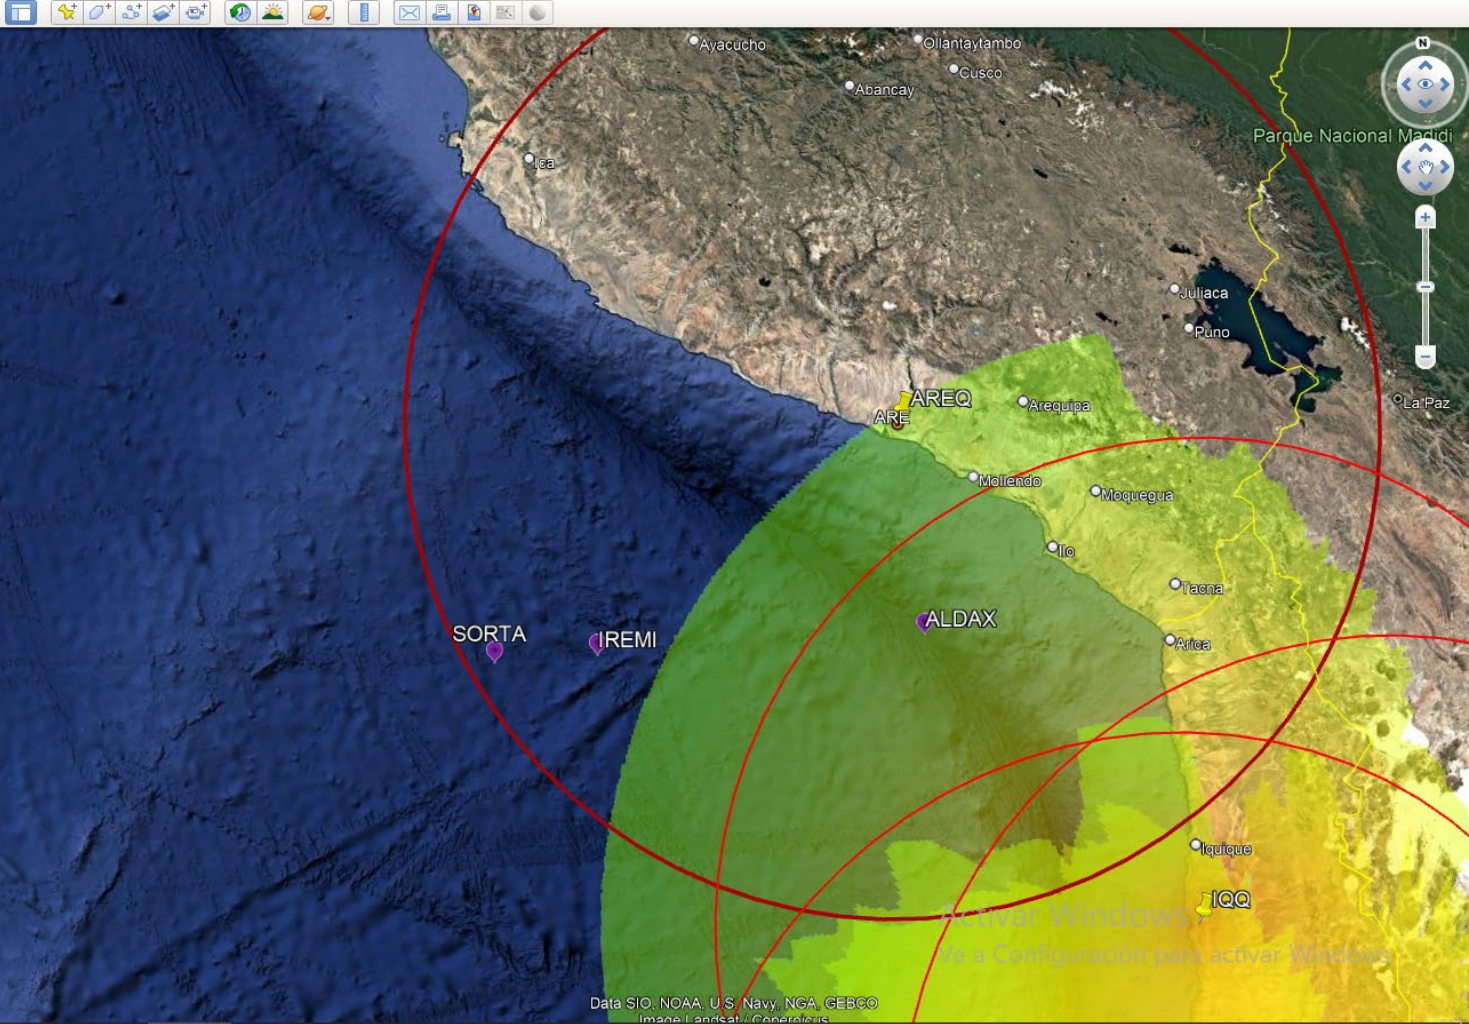 N
Ayacucho
Ollantaytambo
Cusco
Abancay
Parque Nacional Madidi
Ica
Juliaca
Puno
AREQ
ARE
Arequipa
La Paz
Mollendo
Moquegua
Ilo
Tacna
ALDAX
SORTA
IREMI
Arica
Iquique
IQQ
Activar Windows
Ve a Configuración para activar Windows.
Data SIO, NOAA, U.S. Navy, NGA, GEBCO
Image Landsat / Copernicus